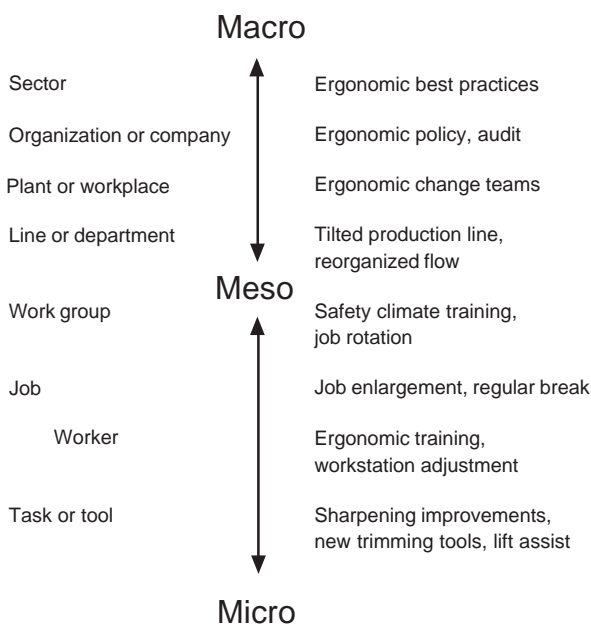 Macro
Sector
Ergonomic best practices
Organization or company
Ergonomic policy, audit
Plant or workplace
Ergonomic change teams
Line or department
Tilted production line,
reorganized flow
Meso
Work group
Safety climate training,
job rotation
Job
Job enlargement, regular break
Worker
Ergonomic training,
workstation adjustment
Task or tool
Sharpening improvements,
new trimming tools, lift assist
Micro